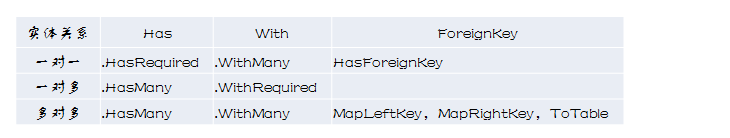 实体关系 Has With ForeignKey
一对一 .HasRequired .WithMany HasForeignKey
一对多 .HasMany .WithRequired
多对多 .HasMany .WithMany MapLeftKey, MapRightKey, ToTable